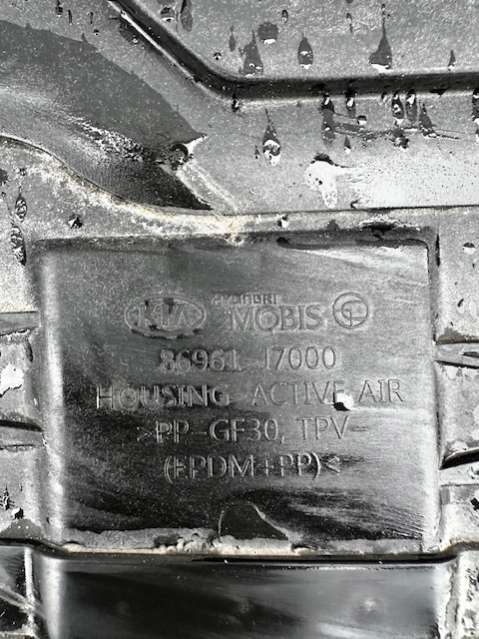 KIA HYUNDAI MOBIS
86961-J7000
HOUSING-ACTIVE AIR
>PP-GF30, TPV-
(EPDM+PP)<